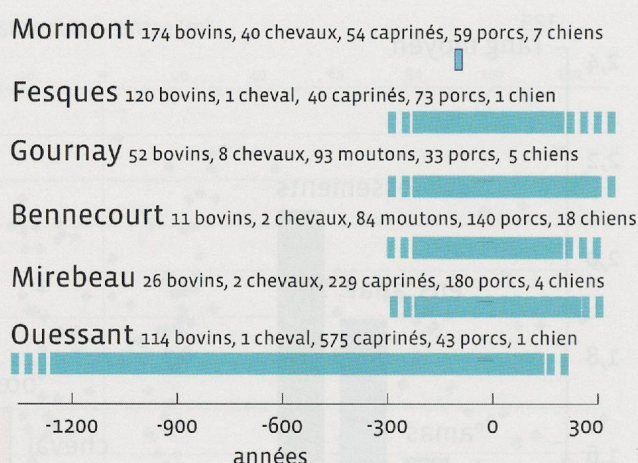 Mormont 174 bovins, 40 chevaux, 54 caprinés, 59 porcs, 7 chiens
Fesques 120 bovins, 1 cheval, 40 caprinés, 73 porcs, 1 chien
Gournay 52 bovins, 8 chevaux, 93 moutons, 33 porcs, 5 chiens
Bennecourt 11 bovins, 2 chevaux, 84 moutons, 140 porcs, 18 chiens
Mirebeau 26 bovins, 2 chevaux, 229 caprinés, 180 porcs, 4 chiens
Ouessant 114 bovins, 1 cheval, 575 caprinés, 43 porcs, 1 chien
-1200 -900 -600 -300 0 300
années